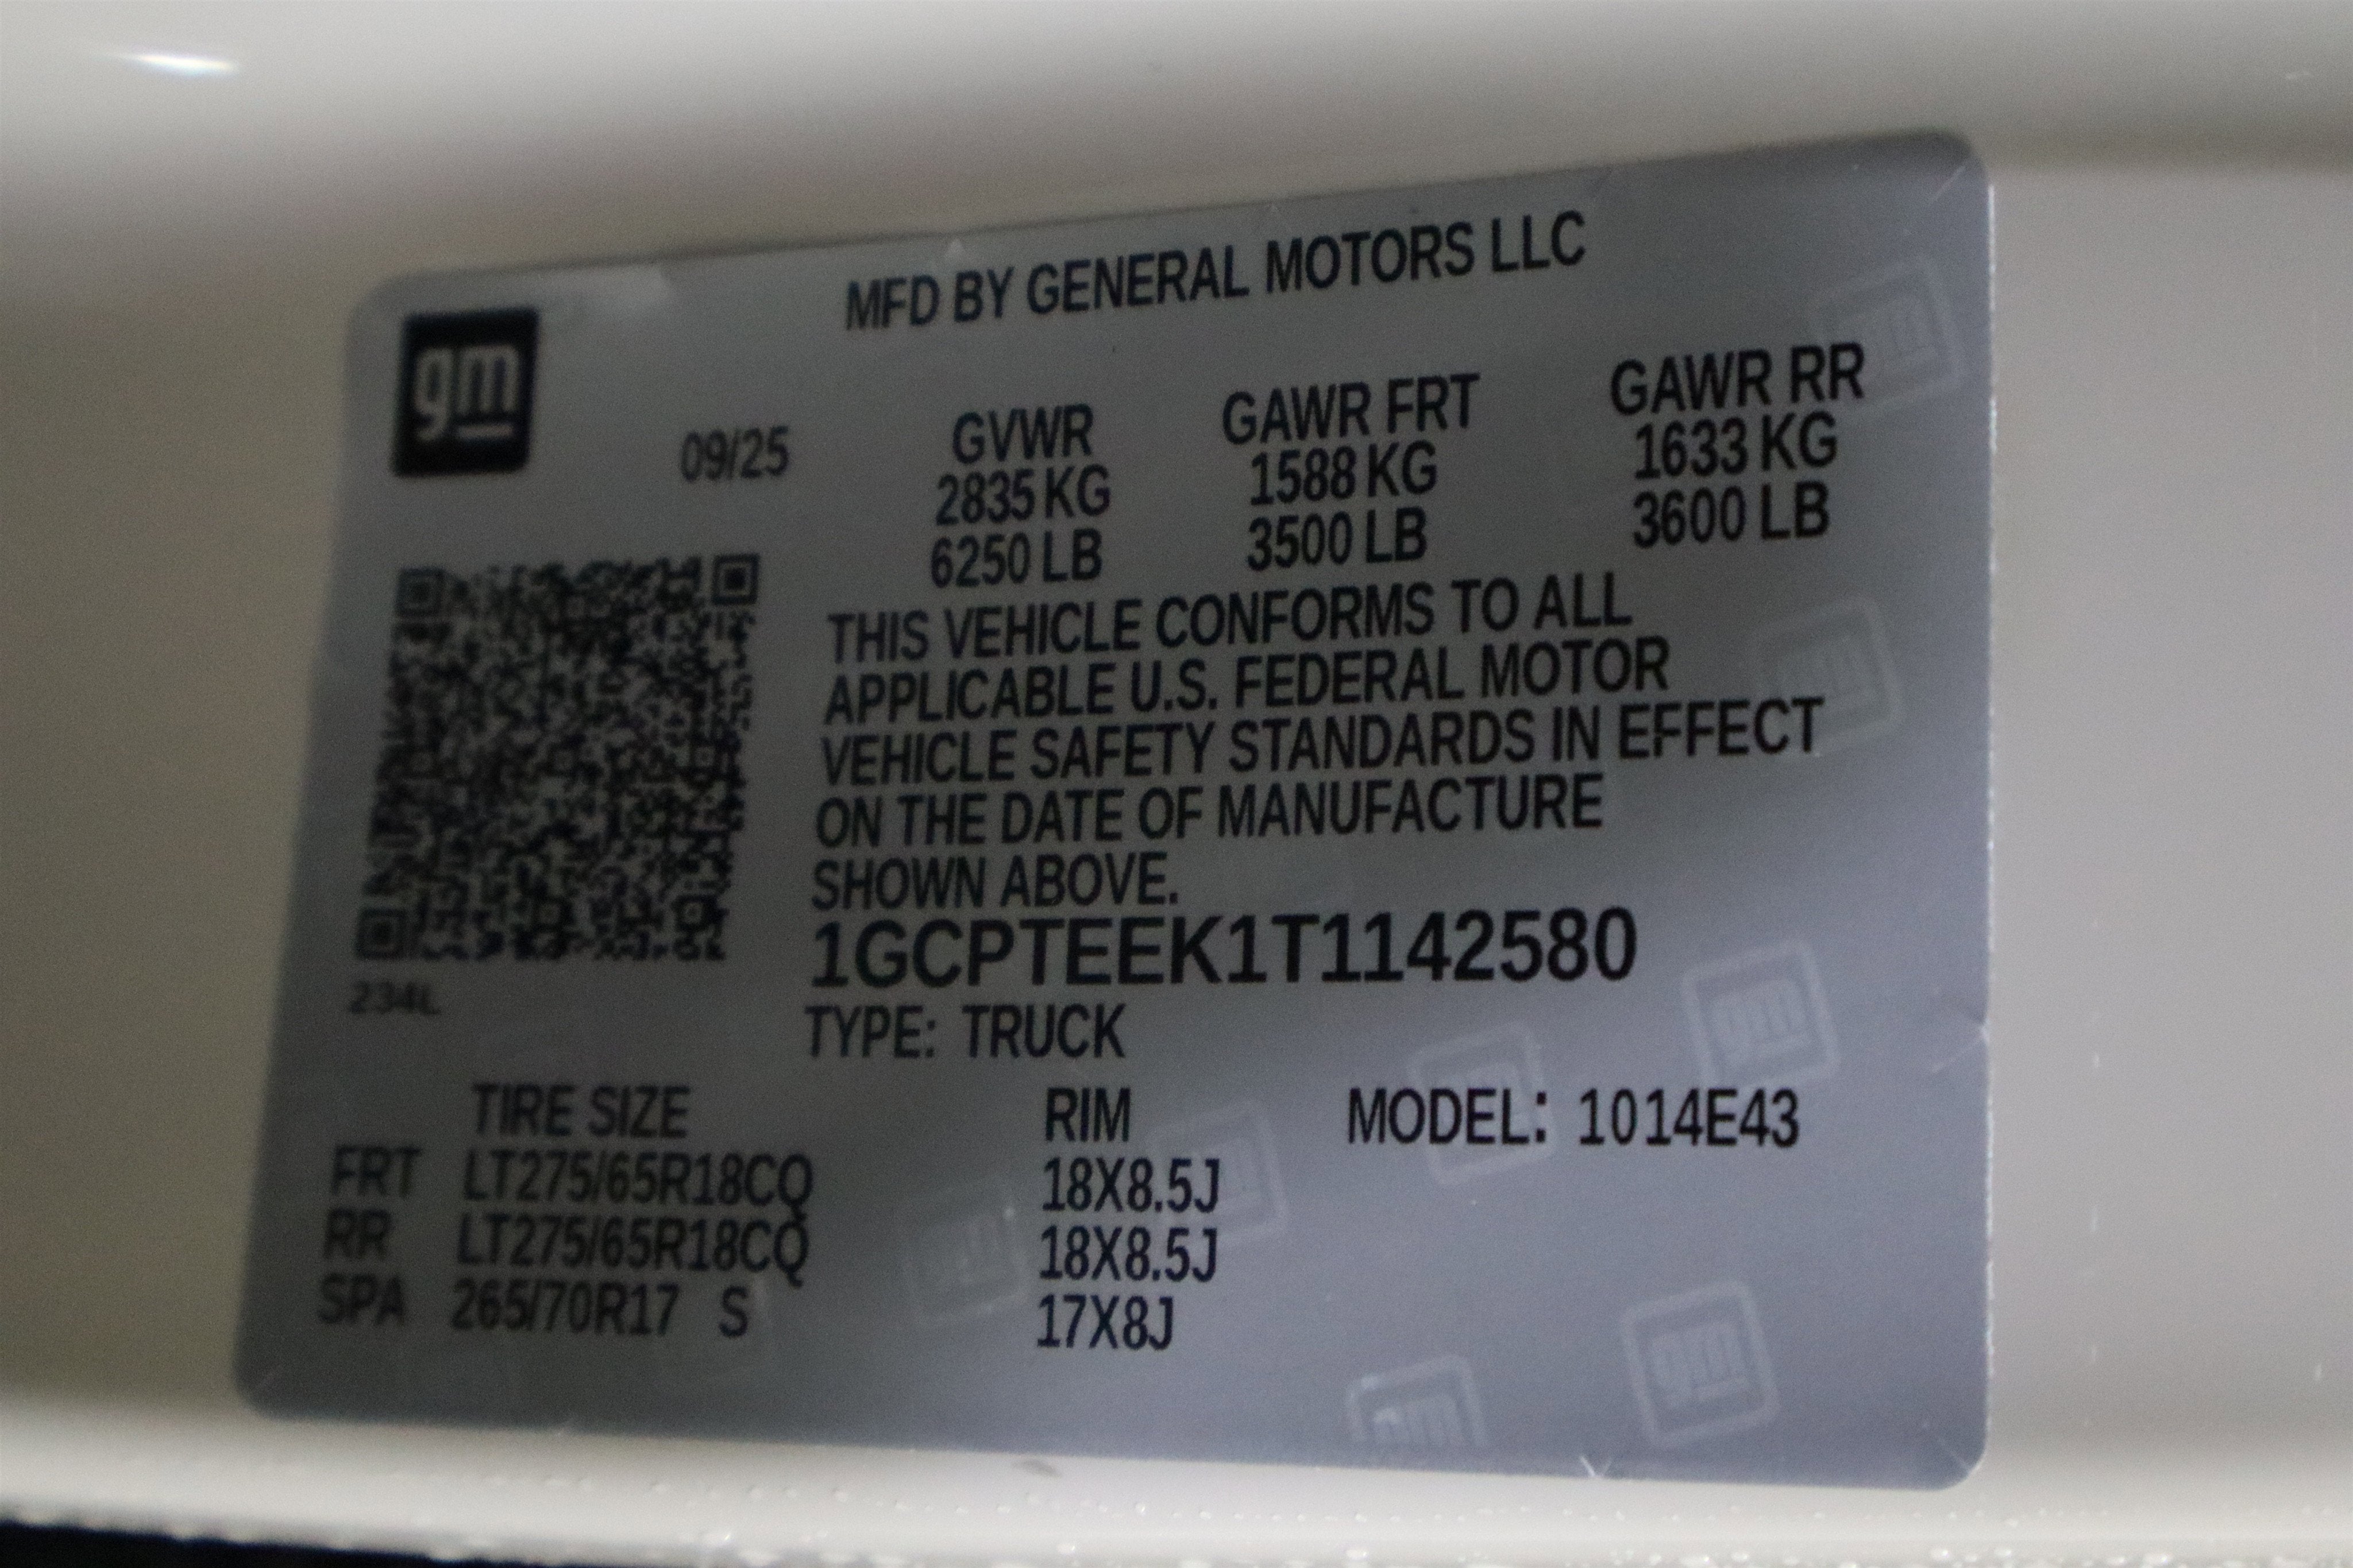 gm
MFD BY GENERAL MOTORS LLC
09/25
GVWR GAWR FRT GAWR RR
2835 KG 1588 KG 1633 KG
6250 LB 3500 LB 3600 LB
THIS VEHICLE CONFORMS TO ALL
APPLICABLE U.S. FEDERAL MOTOR
VEHICLE SAFETY STANDARDS IN EFFECT
ON THE DATE OF MANUFACTURE
SHOWN ABOVE.
1GCPTEEK1T1142580
234L
TYPE: TRUCK
TIRE SIZE RIM MODEL: 1014E43
FRT LT275/65R18CQ 18X8.5J
RR LT275/65R18CQ 18X8.5J
SPA 265/70R17 S 17X8J